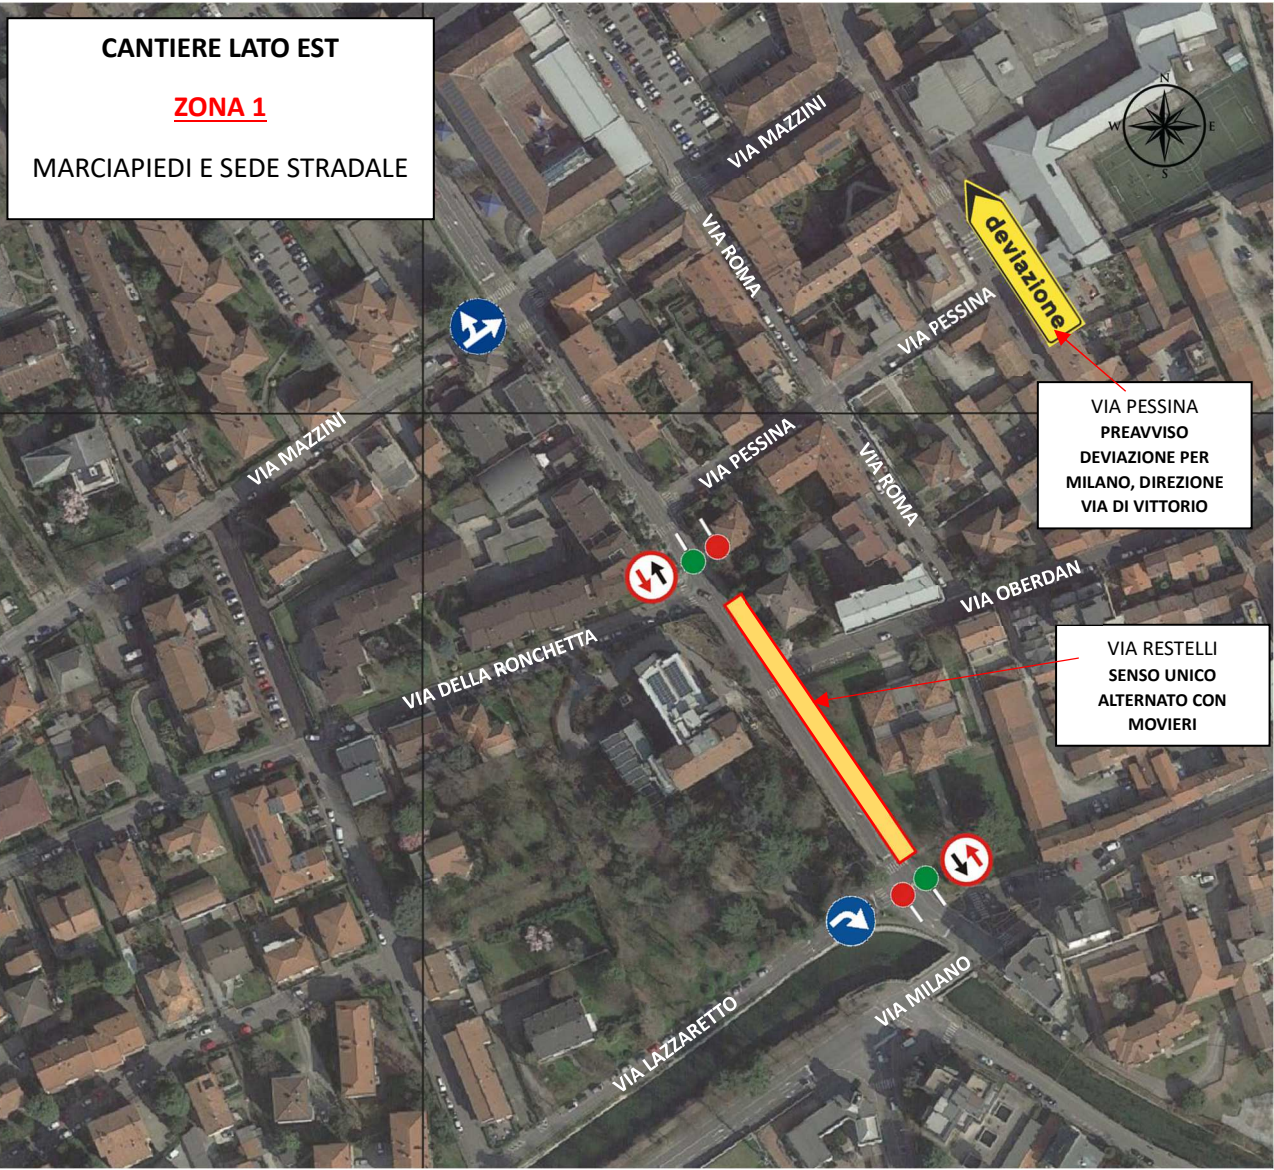 CANTIERE LATO EST
ZONA 1
MARCIAPIEDI E SEDE STRADALE
N
W
E
S
VIA MAZZINI
VIA ROMA
deviazione
VIA PESSINA
VIA PESSINA
PREAVVISO
DEVIAZIONE PER
MILANO, DIREZIONE
VIA DI VITTORIO
VIA MAZZINI
VIA PESSINA
VIA ROMA
VIA OBERDAN
VIA DELLA RONCHETTA
VIA RESTELLI
SENSO UNICO
ALTERNATO CON
MOVIERI
VIA MILANO
VIA LAZZARETTO